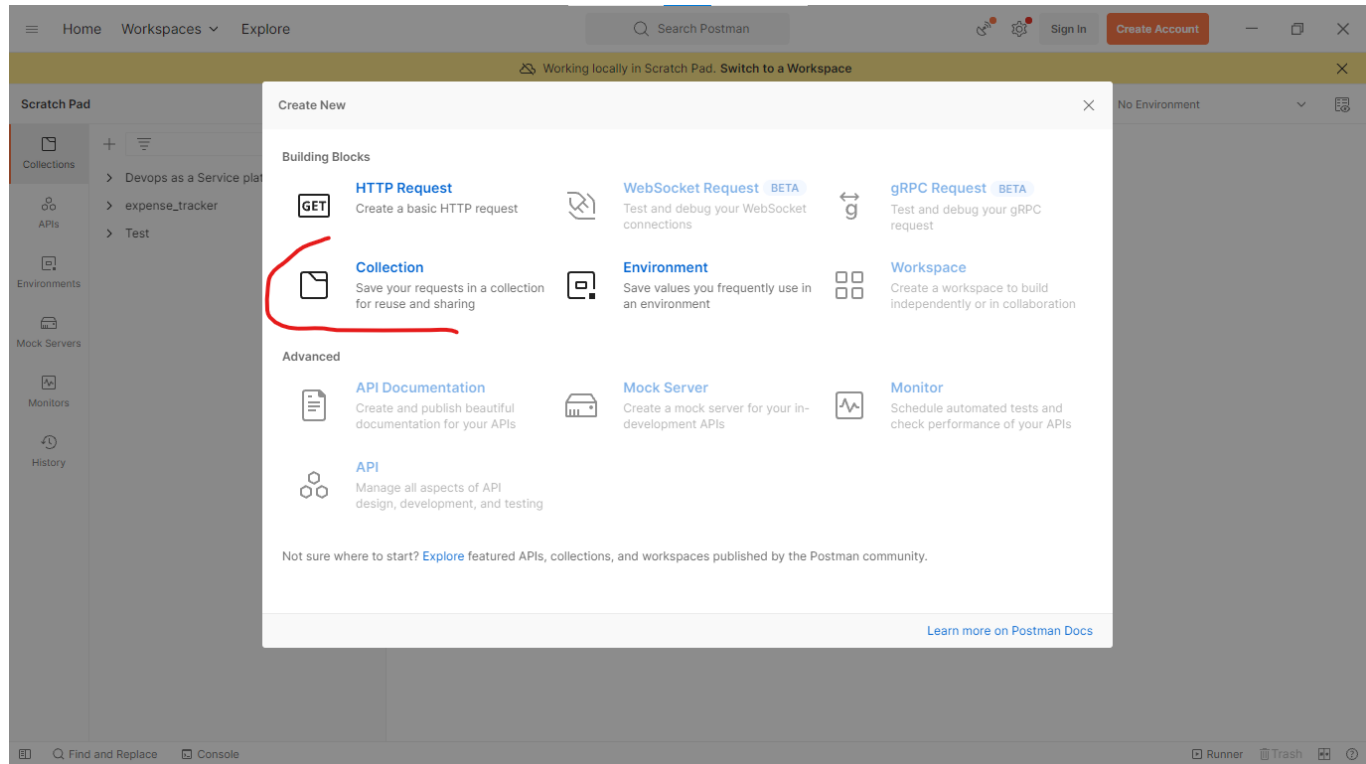 Home Workspaces Explore Search Postman Sign In Create Account
Working locally in Scratch Pad. Switch to a Workspace
Scratch Pad
Create New
No Environment
Collections
APIs
Environments
Mock Servers
Monitors
History
Devops as a Service plat
expense_tracker
Test
Building Blocks
GET
HTTP Request
Create a basic HTTP request
WebSocket Request BETA
Test and debug your WebSocket
connections
g
gRPC Request BETA
Test and debug your gRPC
request
Collection
Save your requests in a collection
for reuse and sharing
Environment
Save values you frequently use in
an environment
Workspace
Create a workspace to build
independently or in collaboration
Advanced
API Documentation
Create and publish beautiful
documentation for your APIs
Mock Server
Create a mock server for your in-
development APIs
Monitor
Schedule automated tests and
check performance of your APIs
API
Manage all aspects of API
design, development, and testing
Not sure where to start? Explore featured APIs, collections, and workspaces published by the Postman community.
Learn more on Postman Docs
Find and Replace Console Runner Trash